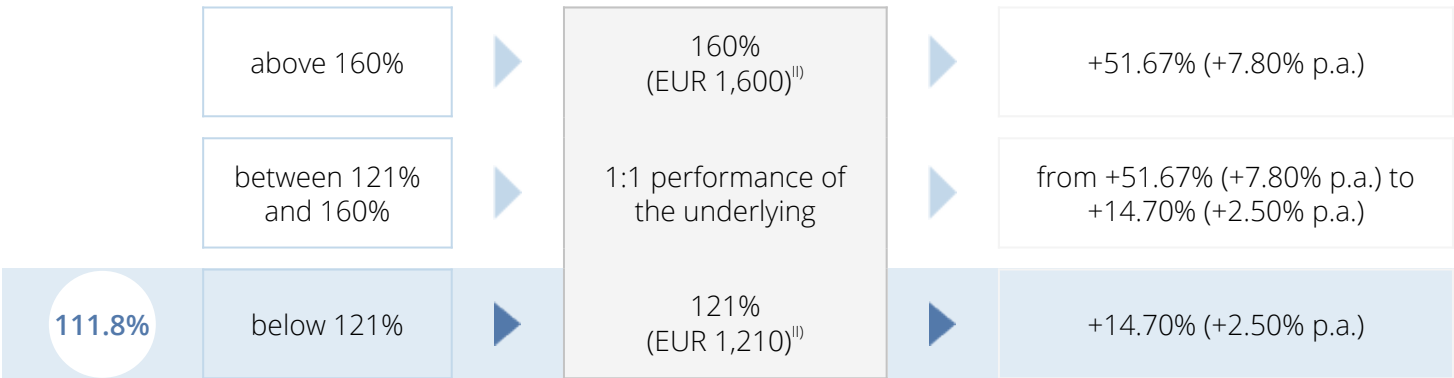 above 160%
160%
(EUR 1,600)II)
+51.67% (+7.80% p.a.)
between 121%
and 160%
1:1 performance of
the underlying
from +51.67% (+7.80% p.a.) to
+14.70% (+2.50% p.a.)
111.8%
below 121%
121%
(EUR 1,210)II)
+14.70% (+2.50% p.a.)